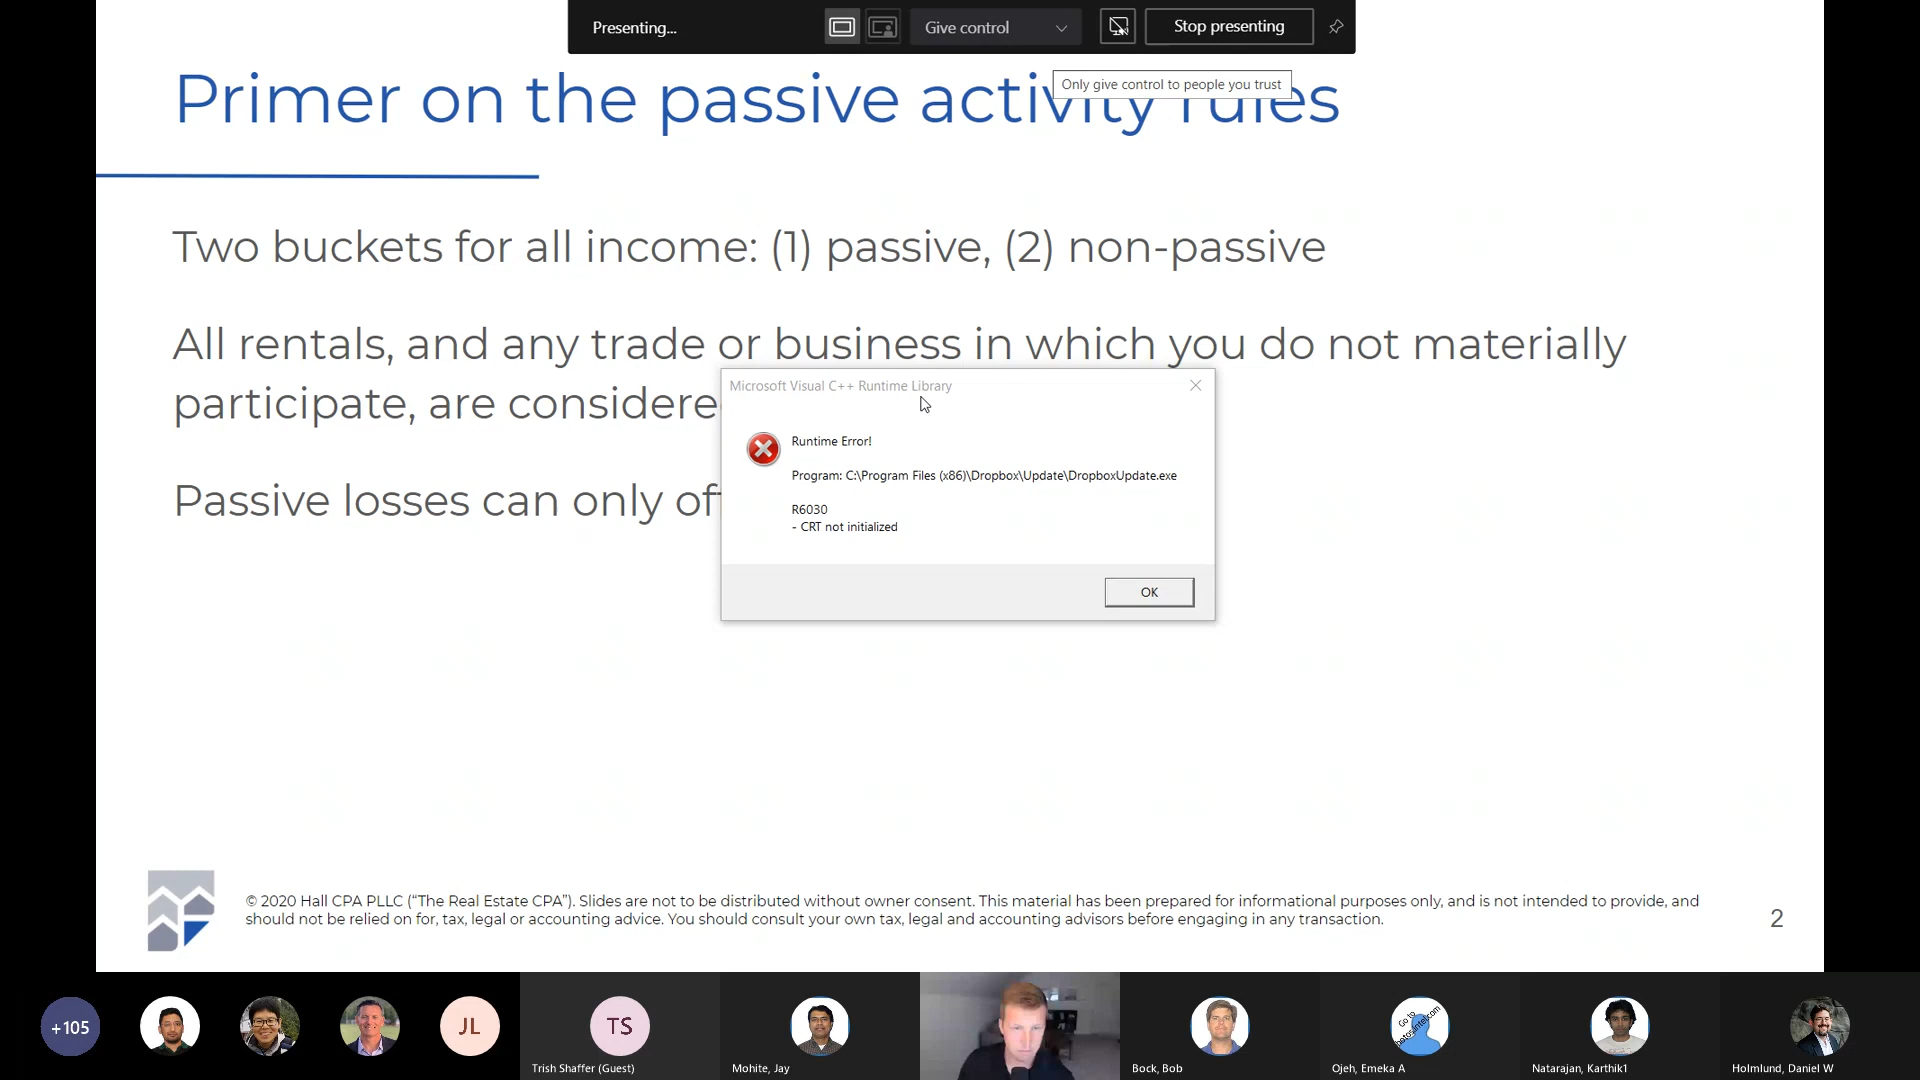 Presenting...
Give control
Stop presenting
Only give control to people you trust
Primer on the passive activity rules
Two buckets for all income: (1) passive, (2) non-passive
All rentals, and any trade or business in which you do not materially
participate, are considere
Passive losses can only of
Microsoft Visual C++ Runtime Library
Runtime Error!
Program: C:\Program Files (x86)\Dropbox\Update\DropboxUpdate.exe
R6030
- CRT not initialized
OK
© 2020 Hall CPA PLLC (“The Real Estate CPA”). Slides are not to be distributed without owner consent. This material has been prepared for informational purposes only, and is not intended to provide, and
should not be relied on for, tax, legal or accounting advice. You should consult your own tax, legal and accounting advisors before engaging in any transaction.
2
+105
JL
TS
Go to
Trish Shaffer (Guest)
Mohite, Jay
Bock, Bob
Ojeh, Emeka A
Natarajan, Karthik1
Holmlund, Daniel W